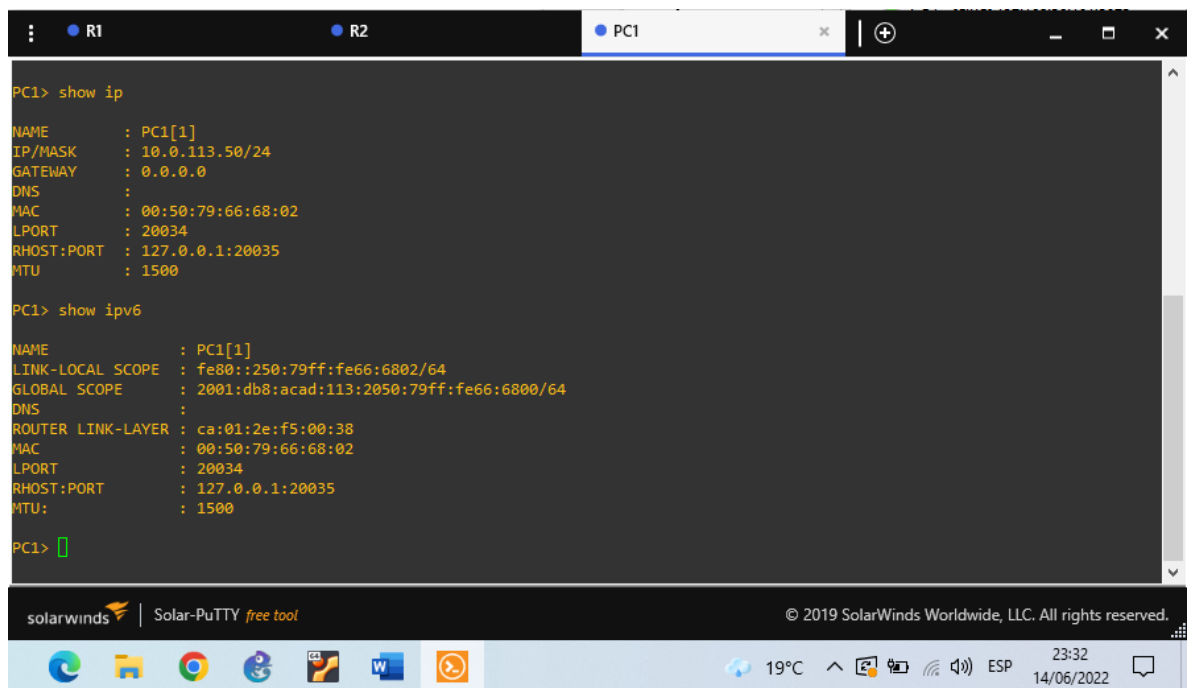 R1 R2 PC1
PC1> show ip
NAME : PC1[1]
IP/MASK : 10.0.113.50/24
GATEWAY : 0.0.0.0
DNS :
MAC : 00:50:79:66:68:02
LPORT : 20034
RHOST:PORT : 127.0.0.1:20035
MTU : 1500
PC1> show ipv6
NAME : PC1[1]
LINK-LOCAL SCOPE : fe80::250:79ff:fe66:6802/64
GLOBAL SCOPE : 2001:db8:acad:113:2050:79ff:fe66:6800/64
DNS :
ROUTER LINK-LAYER : ca:01:2e:f5:00:38
MAC : 00:50:79:66:68:02
LPORT : 20034
RHOST:PORT : 127.0.0.1:20035
MTU: : 1500
PC1>
solarwinds | Solar-PuTTY free tool © 2019 SolarWinds Worldwide, LLC. All rights reserved.
64 W 19°C ESP 23:32
14/06/2022